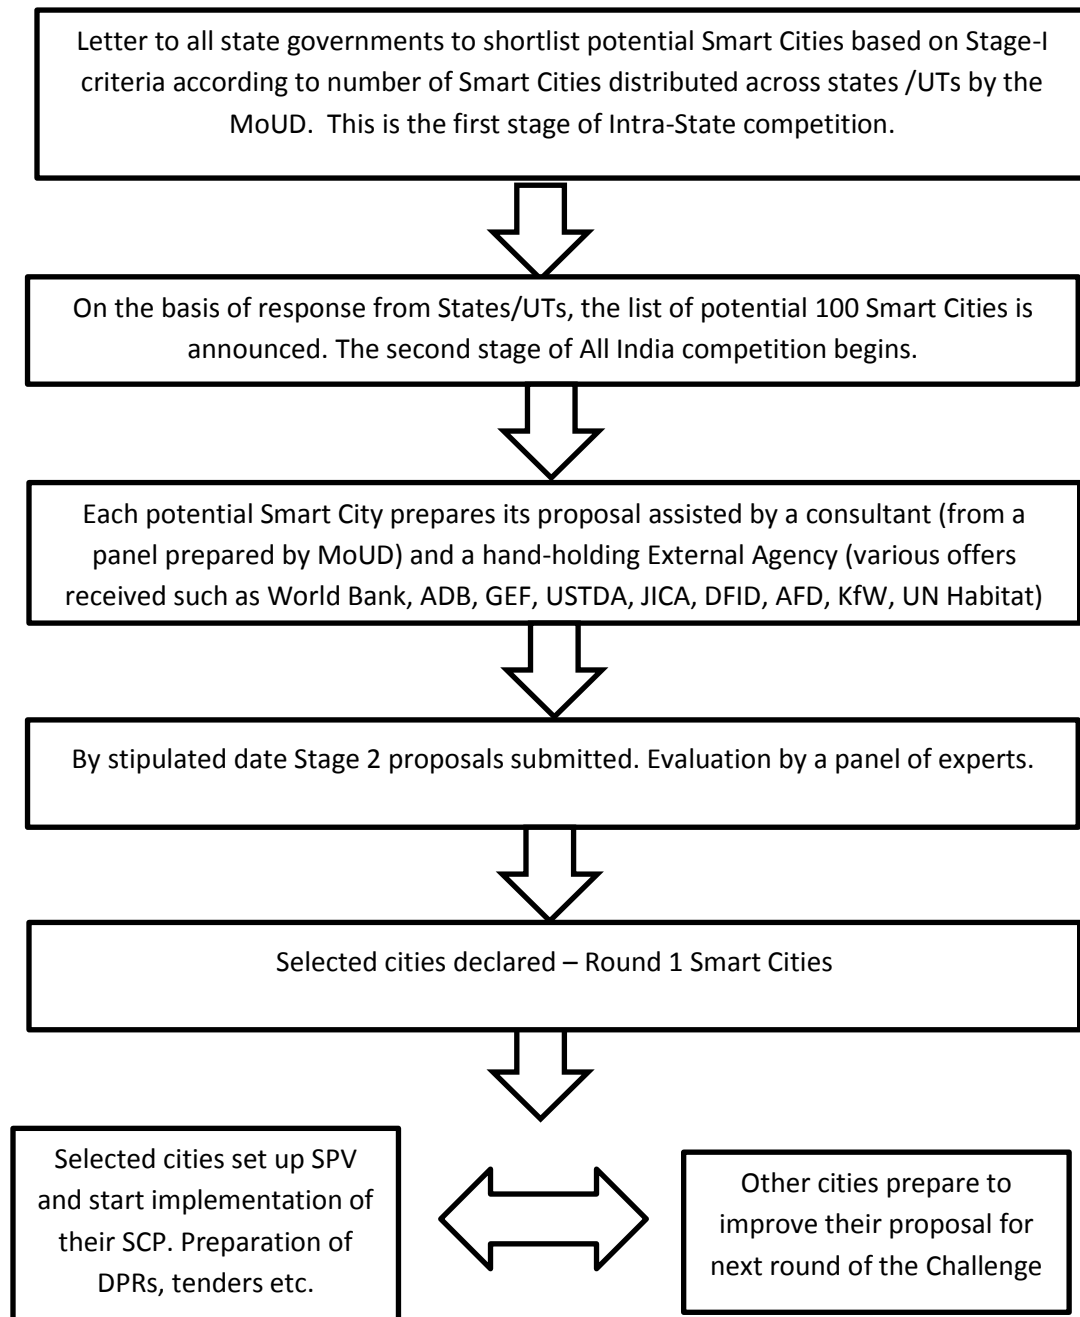 Letter to all state governments to shortlist potential Smart Cities based on Stage-I
criteria according to number of Smart Cities distributed across states /UTs by the
MoUD.  This is the first stage of Intra-State competition.
On the basis of response from States/UTs, the list of potential 100 Smart Cities is
announced. The second stage of All India competition begins.
Each potential Smart City prepares its proposal assisted by a consultant (from a
panel prepared by MoUD) and a hand-holding External Agency (various offers
received such as World Bank, ADB, GEF, USTDA, JICA, DFID, AFD, KfW, UN Habitat)
By stipulated date Stage 2 proposals submitted. Evaluation by a panel of experts.
Selected cities declared – Round 1 Smart Cities
Selected cities set up SPV
and start implementation of
their SCP. Preparation of
DPRs, tenders etc.
Other cities prepare to
improve their proposal for
next round of the Challenge